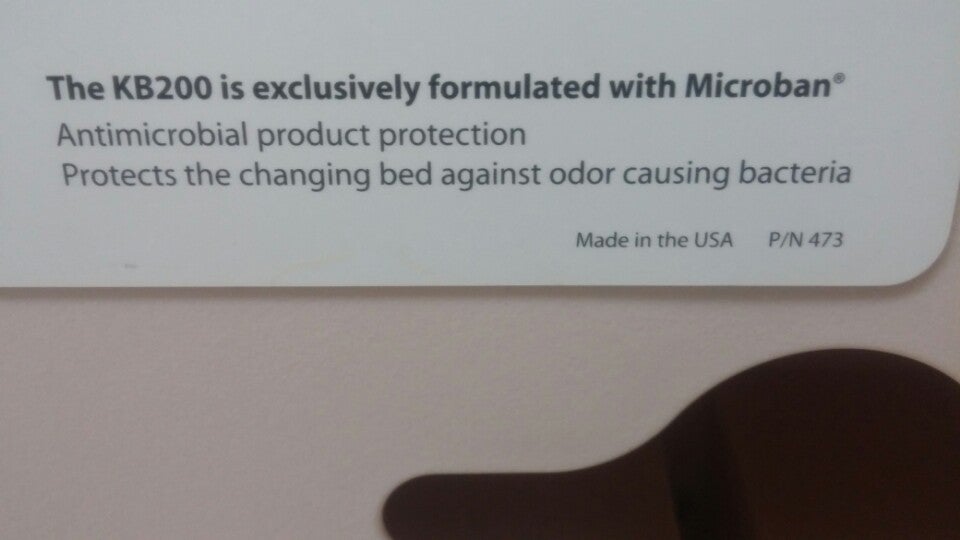 The KB200 is exclusively formulated with Microban®
Antimicrobial product protection
Protects the changing bed against odor causing bacteria
Made in the USA P/N 473